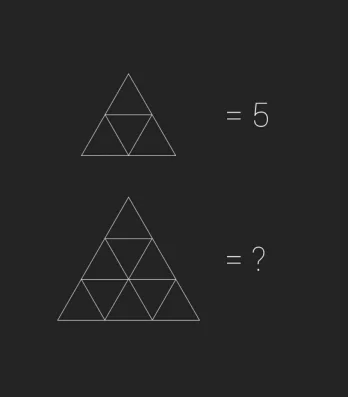 = 5
= ?